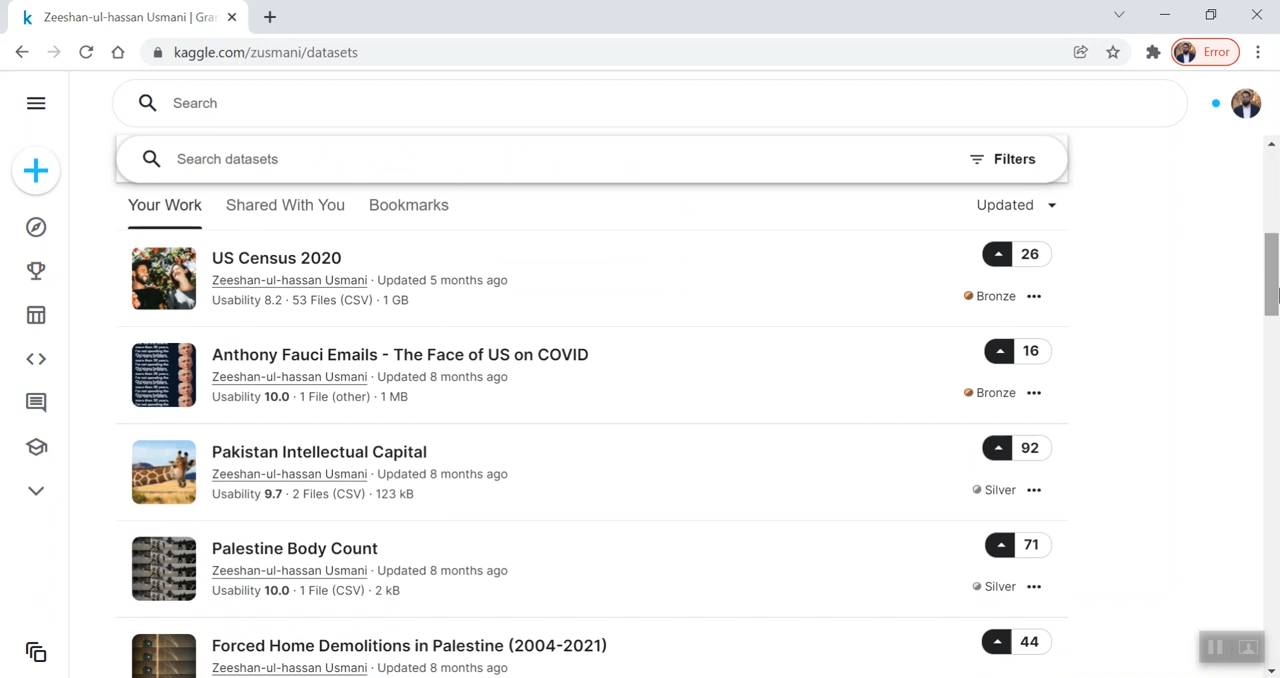 Zeeshan-ul-hassan Usmani | Gra
kaggle.com/zusmani/datasets
Error
Search
Search datasets
Filters
Your Work
Shared With You
Bookmarks
Updated
US Census 2020
26
Zeeshan-ul-hassan Usmani · Updated 5 months ago
Usability 8.2 · 53 Files (CSV) · 1 GB
Bronze
Anthony Fauci Emails - The Face of US on COVID
16
Zeeshan-ul-hassan Usmani · Updated 8 months ago
Usability 10.0 · 1 File (other) · 1 MB
Bronze
Pakistan Intellectual Capital
92
Zeeshan-ul-hassan Usmani · Updated 8 months ago
Usability 9.7 · 2 Files (CSV) · 123 kB
Silver
Palestine Body Count
71
Zeeshan-ul-hassan Usmani · Updated 8 months ago
Usability 10.0 · 1 File (CSV) · 2 kB
Silver
Forced Home Demolitions in Palestine (2004-2021)
44
Zeeshan-ul-hassan Usmani · Updated 8 months ago